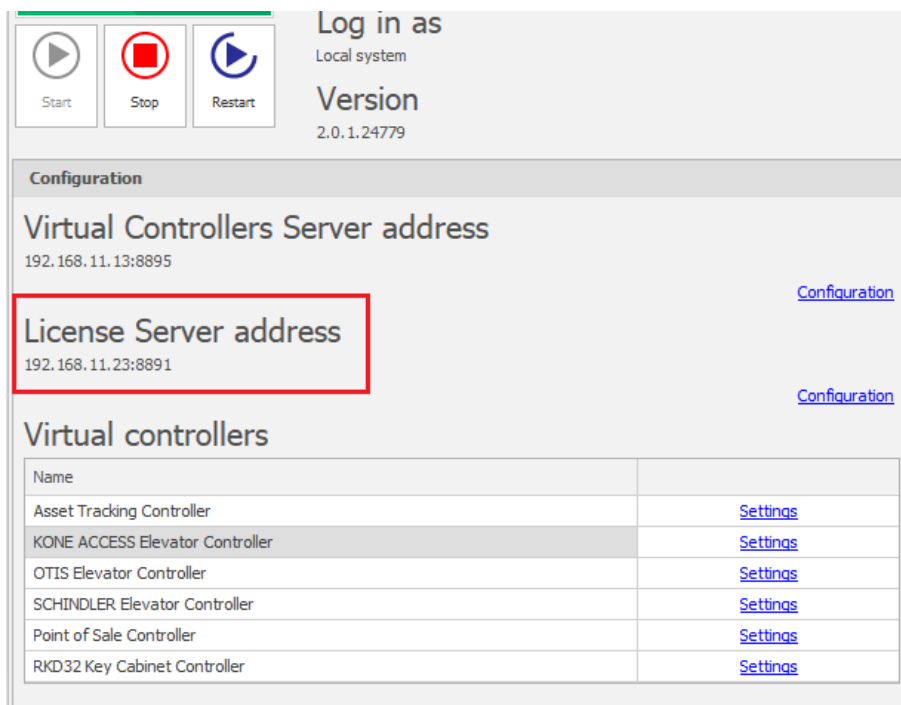 Log in as
Local system
Start Stop Restart
Version
2.0.1.24779
Configuration
Virtual Controllers Server address
192.168.11.13:8895
Configuration
License Server address
192.168.11.23:8891
Configuration
Virtual controllers
Name
Asset Tracking Controller Settings
KONE ACCESS Elevator Controller Settings
OTIS Elevator Controller Settings
SCHINDLER Elevator Controller Settings
Point of Sale Controller Settings
RKD32 Key Cabinet Controller Settings